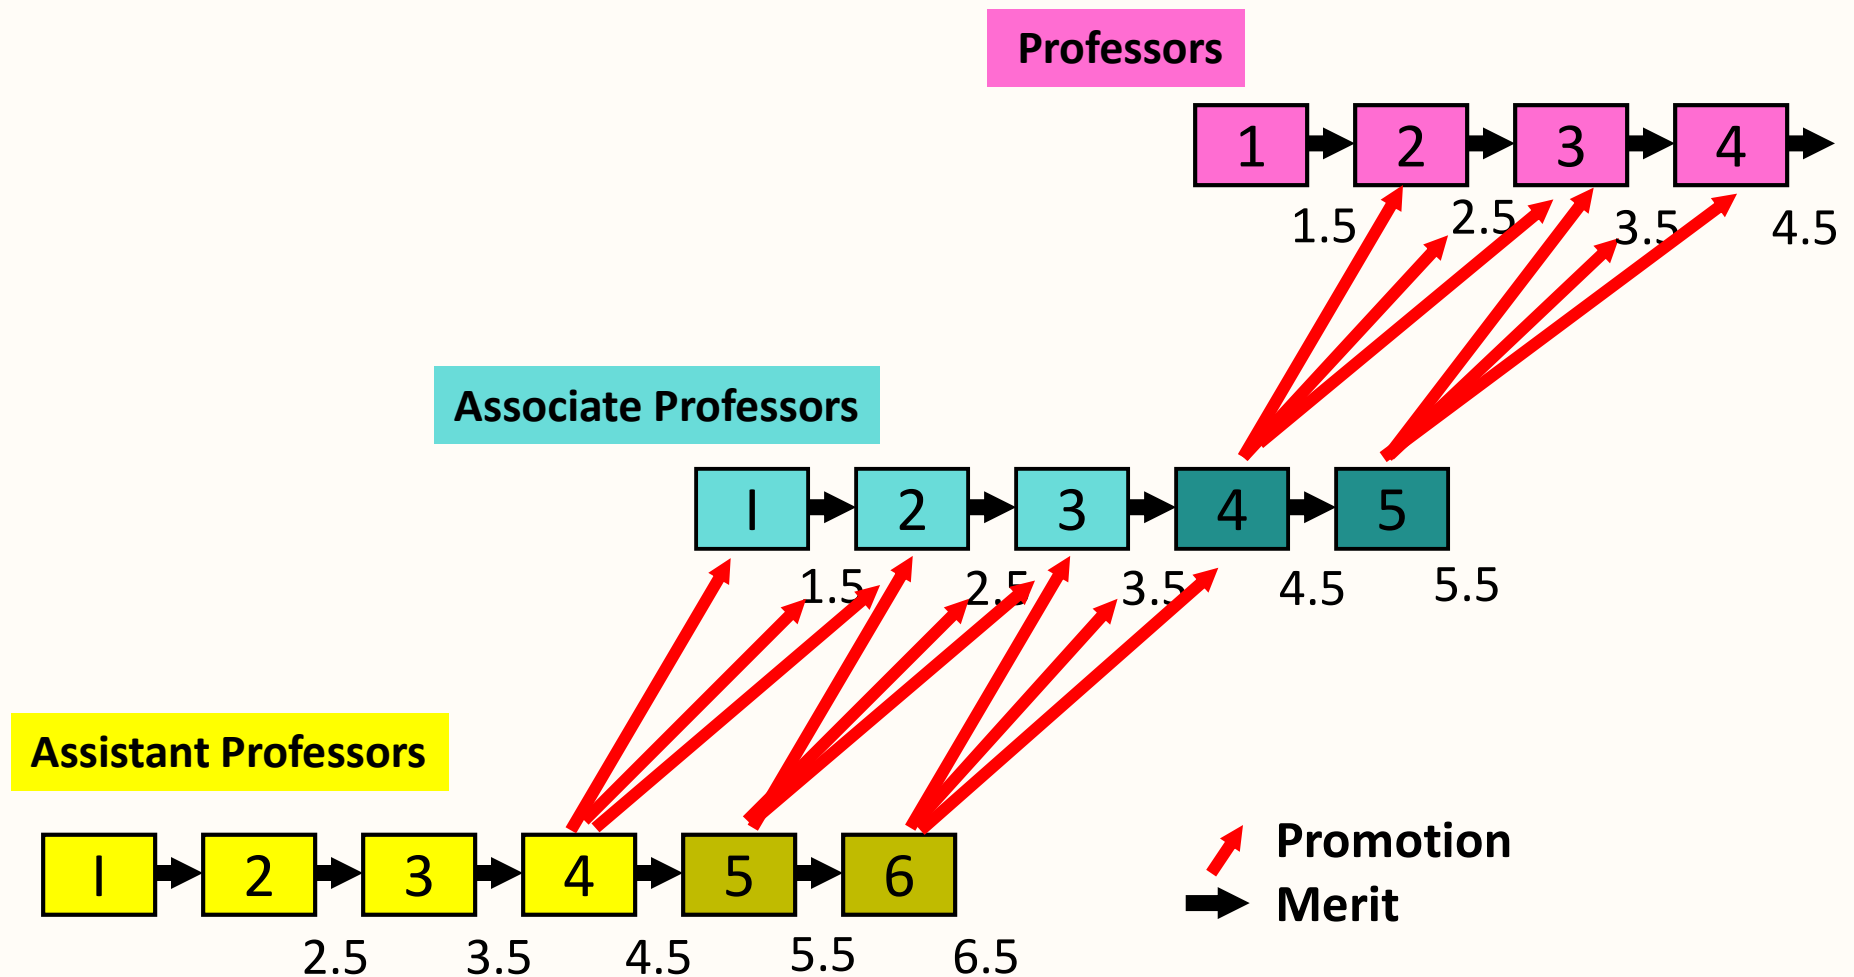 Professors
1 2 3 4
1.5 2.5 3.5 4.5
Associate Professors
I 2 3 4 5
1.5 2.5 3.5 4.5 5.5
Assistant Professors
I 2 3 4 5 6
2.5 3.5 4.5 5.5 6.5
Promotion
Merit